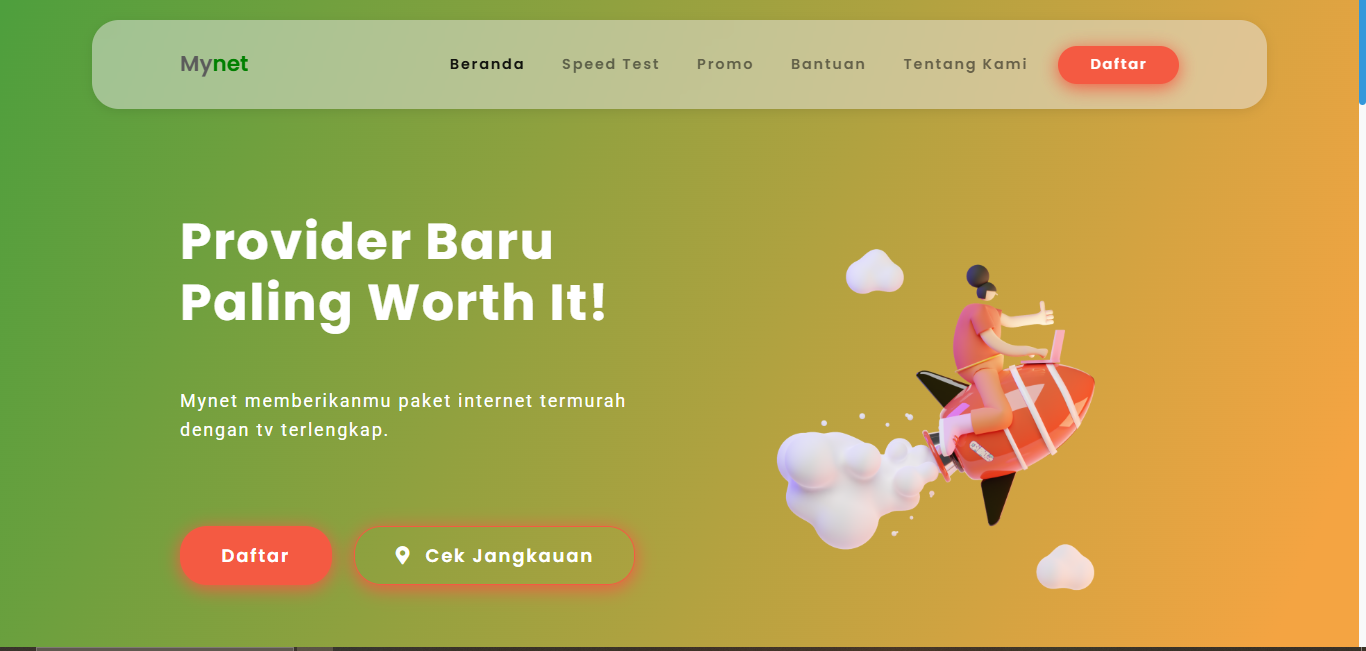 Mynet
Beranda Speed Test Promo Bantuan Tentang Kami Daftar
Provider Baru
Paling Worth It!
Mynet memberikanmu paket internet termurah
dengan tv terlengkap.
Daftar Cek Jangkauan